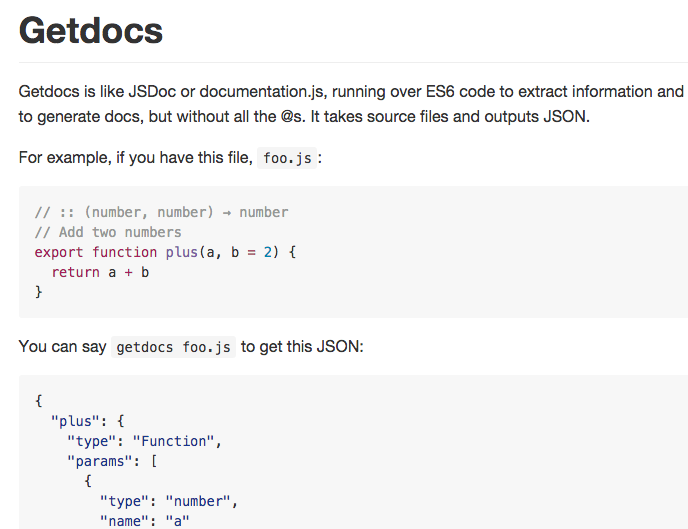 Getdocs
Getdocs is like JSDoc or documentation.js, running over ES6 code to extract information and
to generate docs, but without all the @s. It takes source files and outputs JSON.
For example, if you have this file, foo.js :
// :: (number, number) → number
// Add two numbers
export function plus(a, b = 2) {
  return a + b
}
You can say getdocs foo.js to get this JSON:
{
  "plus": {
    "type": "Function",
    "params": [
      {
        "type": "number",
        "name": "a"